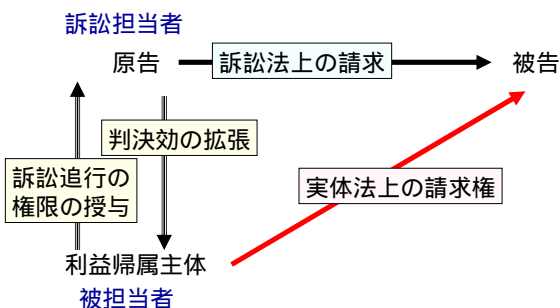 訴訟担当者
原告
訴訟法上の請求
被告
判決効の拡張
訴訟追行の
権限の授与
実体法上の請求権
利益帰属主体
被担当者